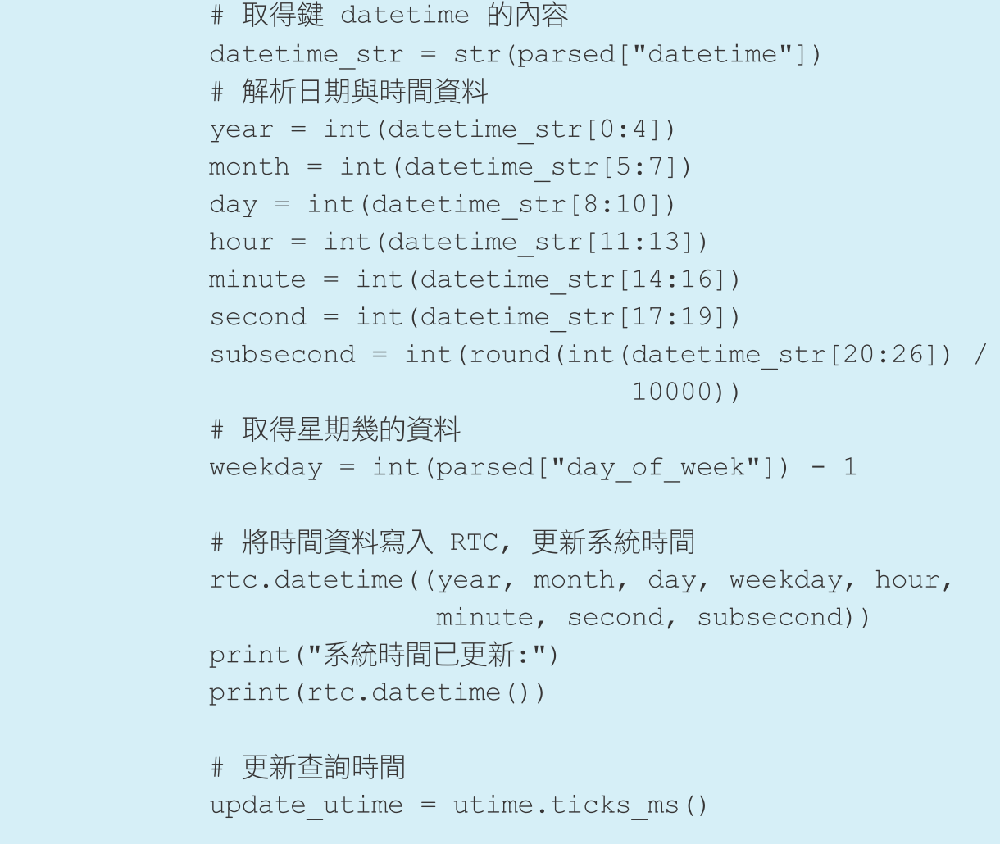 # 取得鍵 datetime 的內容
datetime_str = str(parsed["datetime"])
# 解析日期與時間資料
year = int(datetime_str[0:4])
month = int(datetime_str[5:7])
day = int(datetime_str[8:10])
hour = int(datetime_str[11:13])
minute = int(datetime_str[14:16])
second = int(datetime_str[17:19])
subsecond = int(round(int(datetime_str[20:26]) /
10000))
# 取得星期幾的資料
weekday = int(parsed["day_of_week"]) - 1
# 將時間資料寫入 RTC, 更新系統時間
rtc.datetime((year, month, day, weekday, hour,
minute, second, subsecond))
print("系統時間已更新:")
print(rtc.datetime())
# 更新查詢時間
update_utime = utime.ticks_ms()